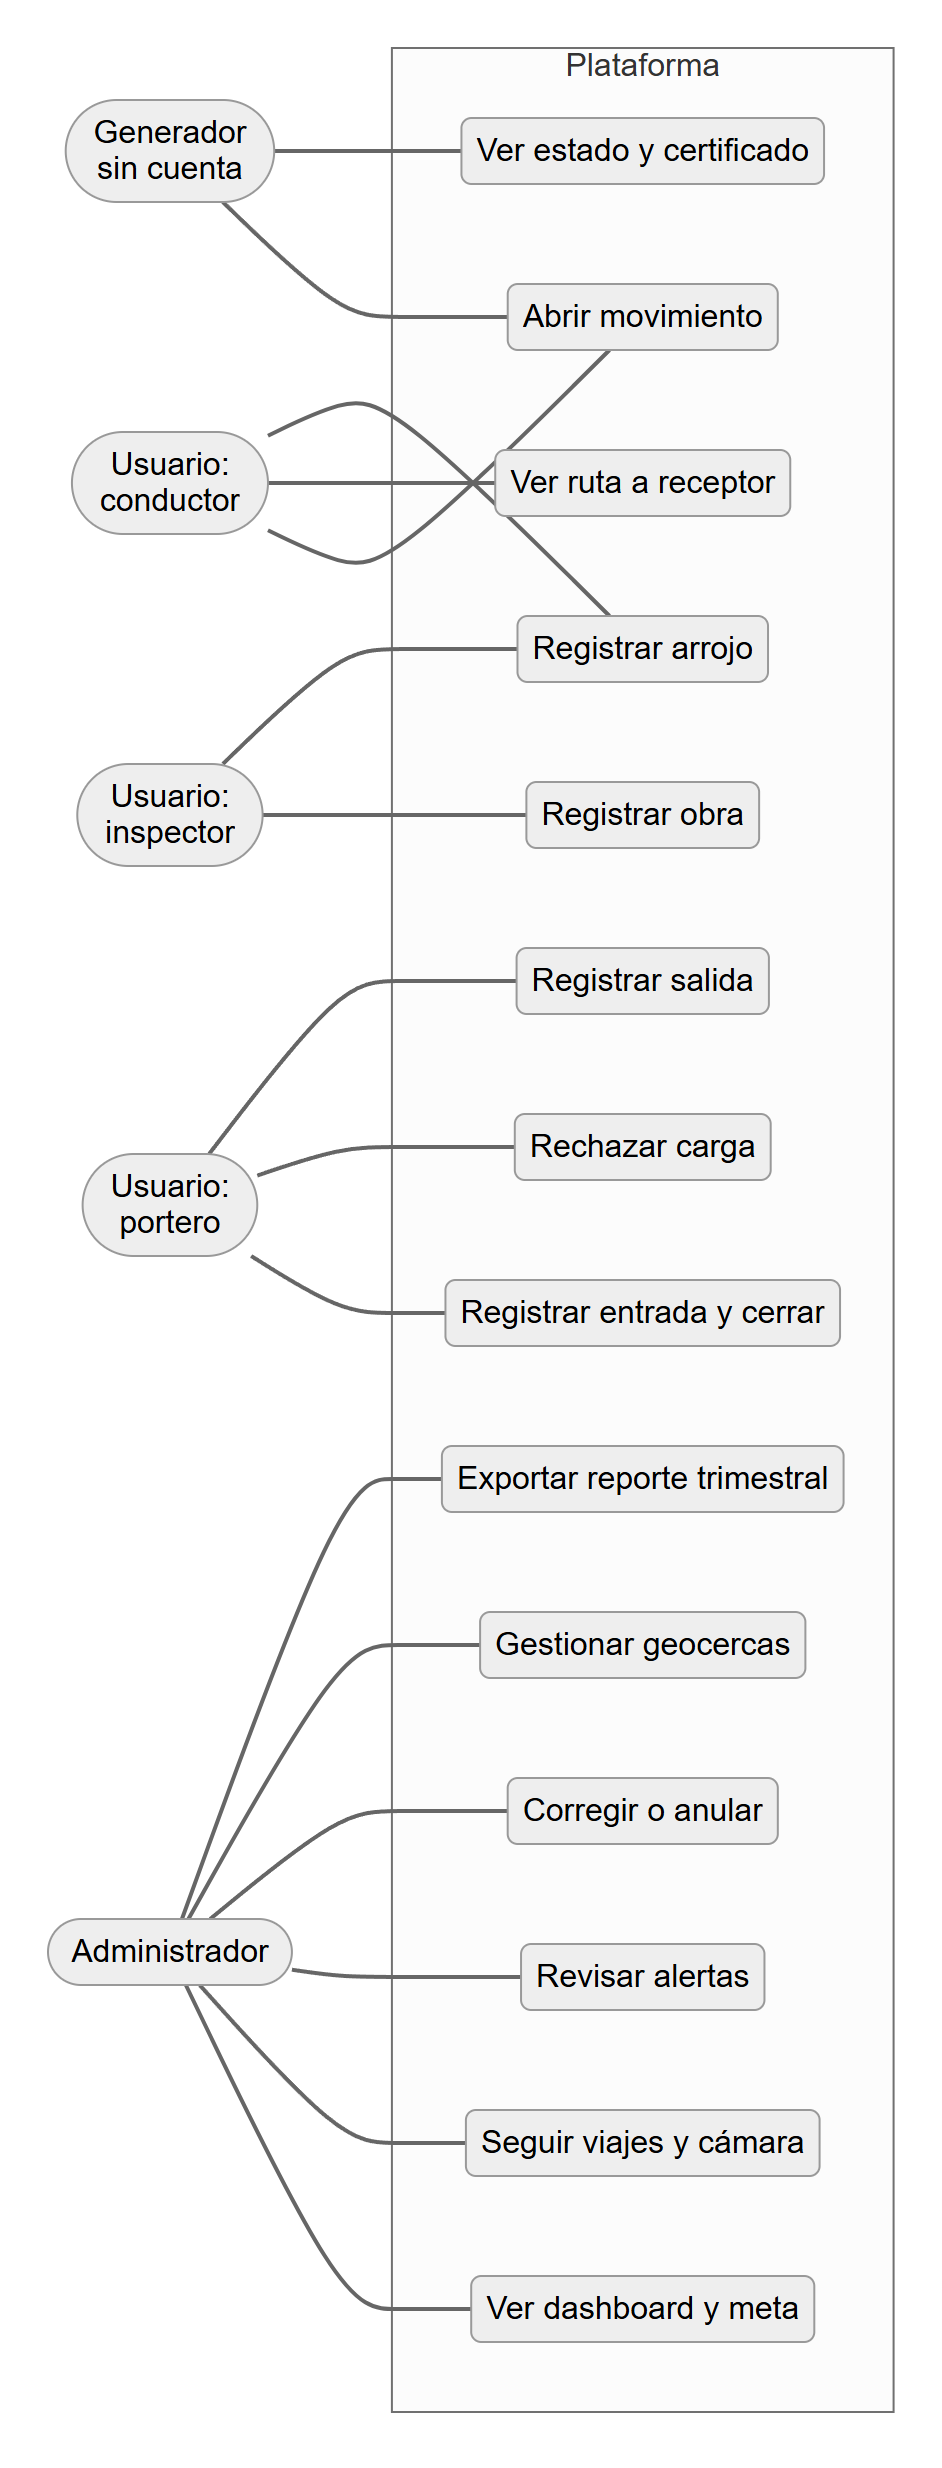 Plataforma
Generador
sin cuenta
Ver estado y certificado
Abrir movimiento
Usuario:
conductor
Ver ruta a receptor
Registrar arrojo
Usuario:
inspector
Registrar obra
Registrar salida
Rechazar carga
Usuario:
portero
Registrar entrada y cerrar
Exportar reporte trimestral
Gestionar geocercas
Corregir o anular
Administrador
Revisar alertas
Seguir viajes y cámara
Ver dashboard y meta